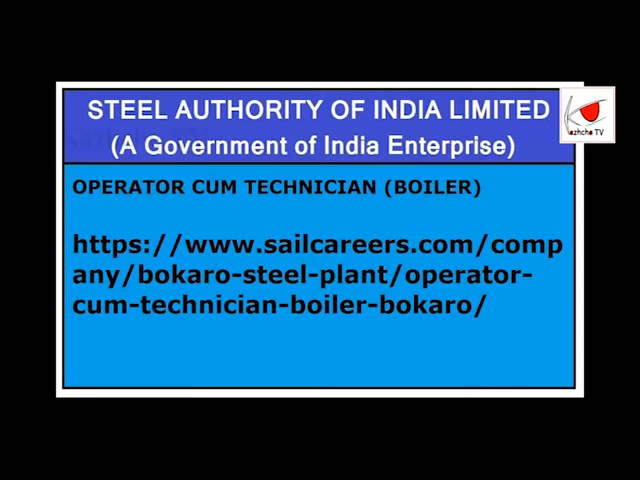 STEEL AUTHORITY OF INDIA LIMITED
(A Government of India Enterprise)
Kazhcha TV
OPERATOR CUM TECHNICIAN (BOILER)
https://www.sailcareers.com/comp
any/bokaro-steel-plant/operator-
cum-technician-boiler-bokaro/